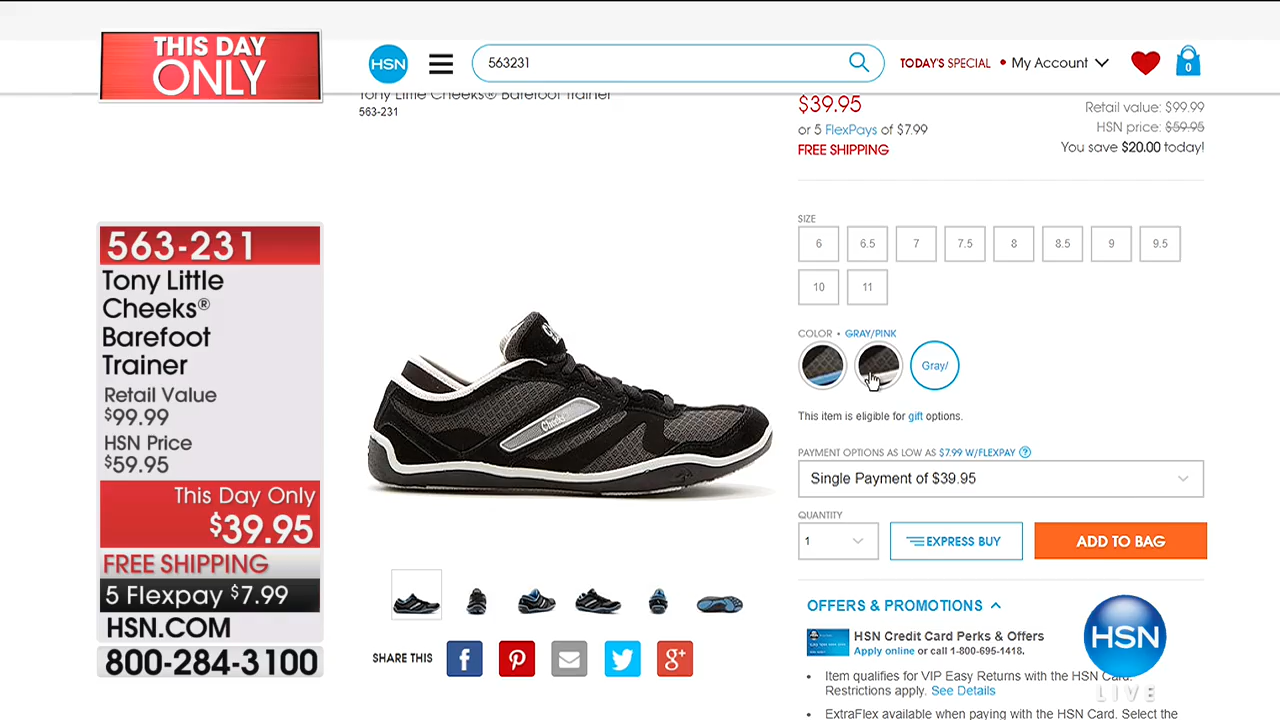 THIS DAY
ONLY
HSN
563231
TODAY'S SPECIAL • My Account
0
Tony Little Cheeks® Barefoot Trainer
563-231
$39.95
or 5 FlexPays of $7.99
FREE SHIPPING
Retail value: $99.99
HSN price: $59.95
You save $20.00 today!
563-231
Tony Little
Cheeks®
Barefoot
Trainer
Retail Value
$99.99
HSN Price
$59.95
This Day Only
$39.95
FREE SHIPPING
5 Flexpay $7.99
HSN.COM
800-284-3100
Cheeks
SHARE THIS
f
g+
SIZE
6 6.5 7 7.5 8 8.5 9 9.5
10 11
COLOR • GRAY/PINK
Gray/
This item is eligible for gift options.
PAYMENT OPTIONS AS LOW AS $7.99 W/FLEXPAY ?
Single Payment of $39.95
QUANTITY
1
EXPRESS BUY
ADD TO BAG
OFFERS & PROMOTIONS
HSN Credit Card Perks & Offers
Apply online or call 1-800-695-1418.
• Item qualifies for VIP Easy Returns with the HSN Card.
Restrictions apply. See Details
• ExtraFlex available when paying with the HSN Card. Select the
HSN
LIVE